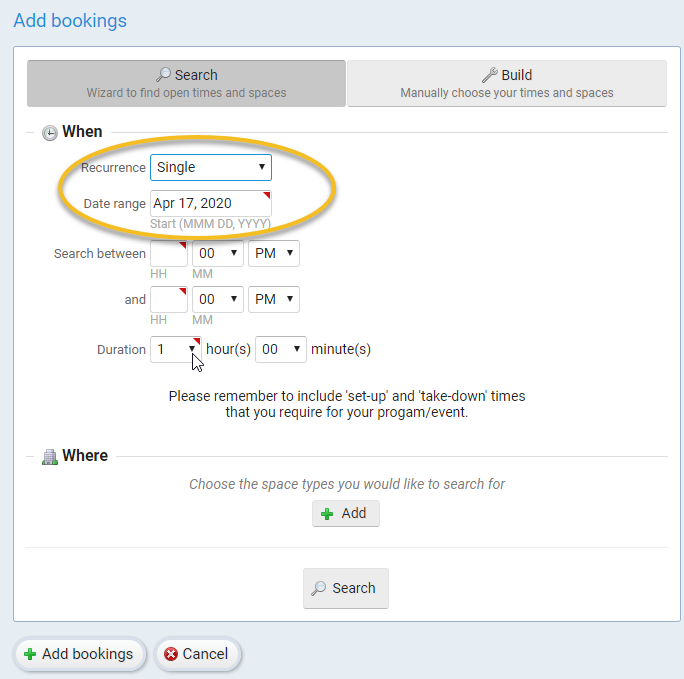 Add bookings
Search
Wizard to find open times and spaces
Build
Manually choose your times and spaces
When
Recurrence Single
Date range Apr 17, 2020
Start (MMM DD, YYYY)
Search between 00 PM
HH MM
and 00 PM
HH MM
Duration 1 hour(s) 00 minute(s)
Please remember to include 'set-up' and 'take-down' times
that you require for your progam/event.
Where
Choose the space types you would like to search for
Add
Search
Add bookings Cancel